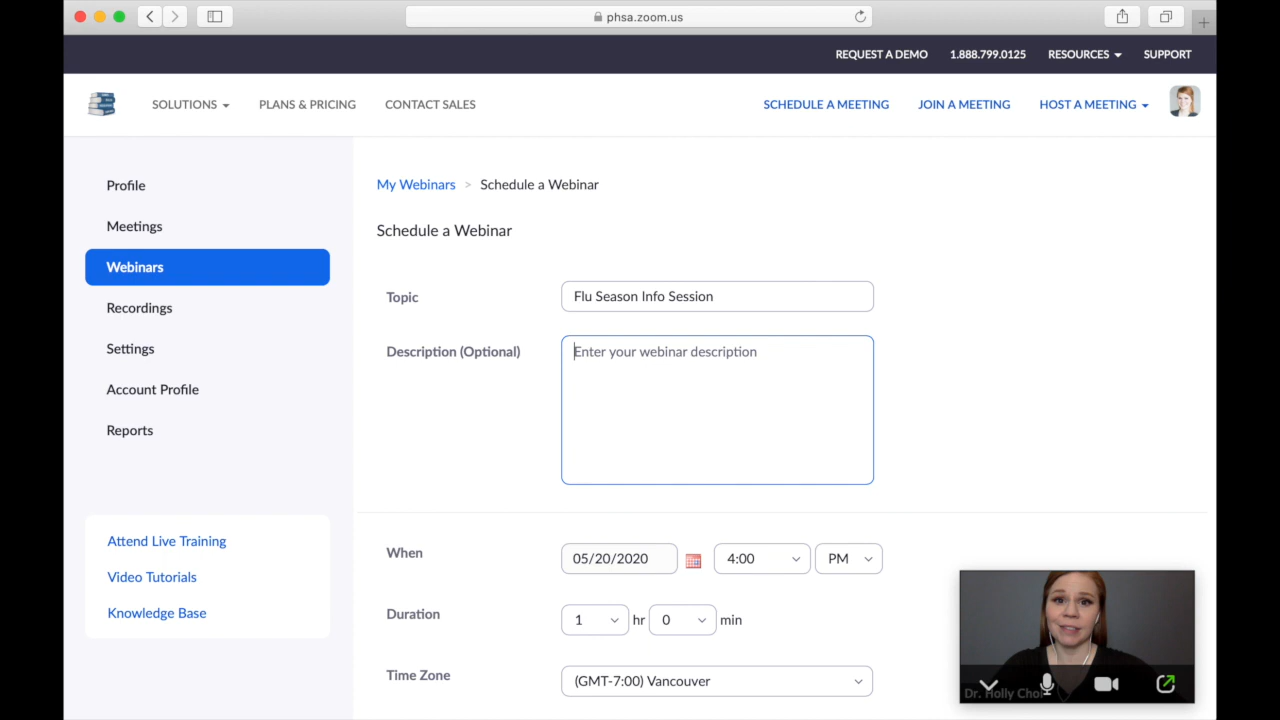 phsa.zoom.us
REQUEST A DEMO 1.888.799.0125 RESOURCES SUPPORT
SOLUTIONS PLANS & PRICING CONTACT SALES SCHEDULE A MEETING JOIN A MEETING HOST A MEETING
Profile
Meetings
Webinars
Recordings
Settings
Account Profile
Reports
Attend Live Training
Video Tutorials
Knowledge Base
My Webinars > Schedule a Webinar
Schedule a Webinar
Topic Flu Season Info Session
Description (Optional) Enter your webinar description
When 05/20/2020 4:00 PM
Duration 1 hr 0 min
Time Zone (GMT-7:00) Vancouver
Dr. Holly Choi